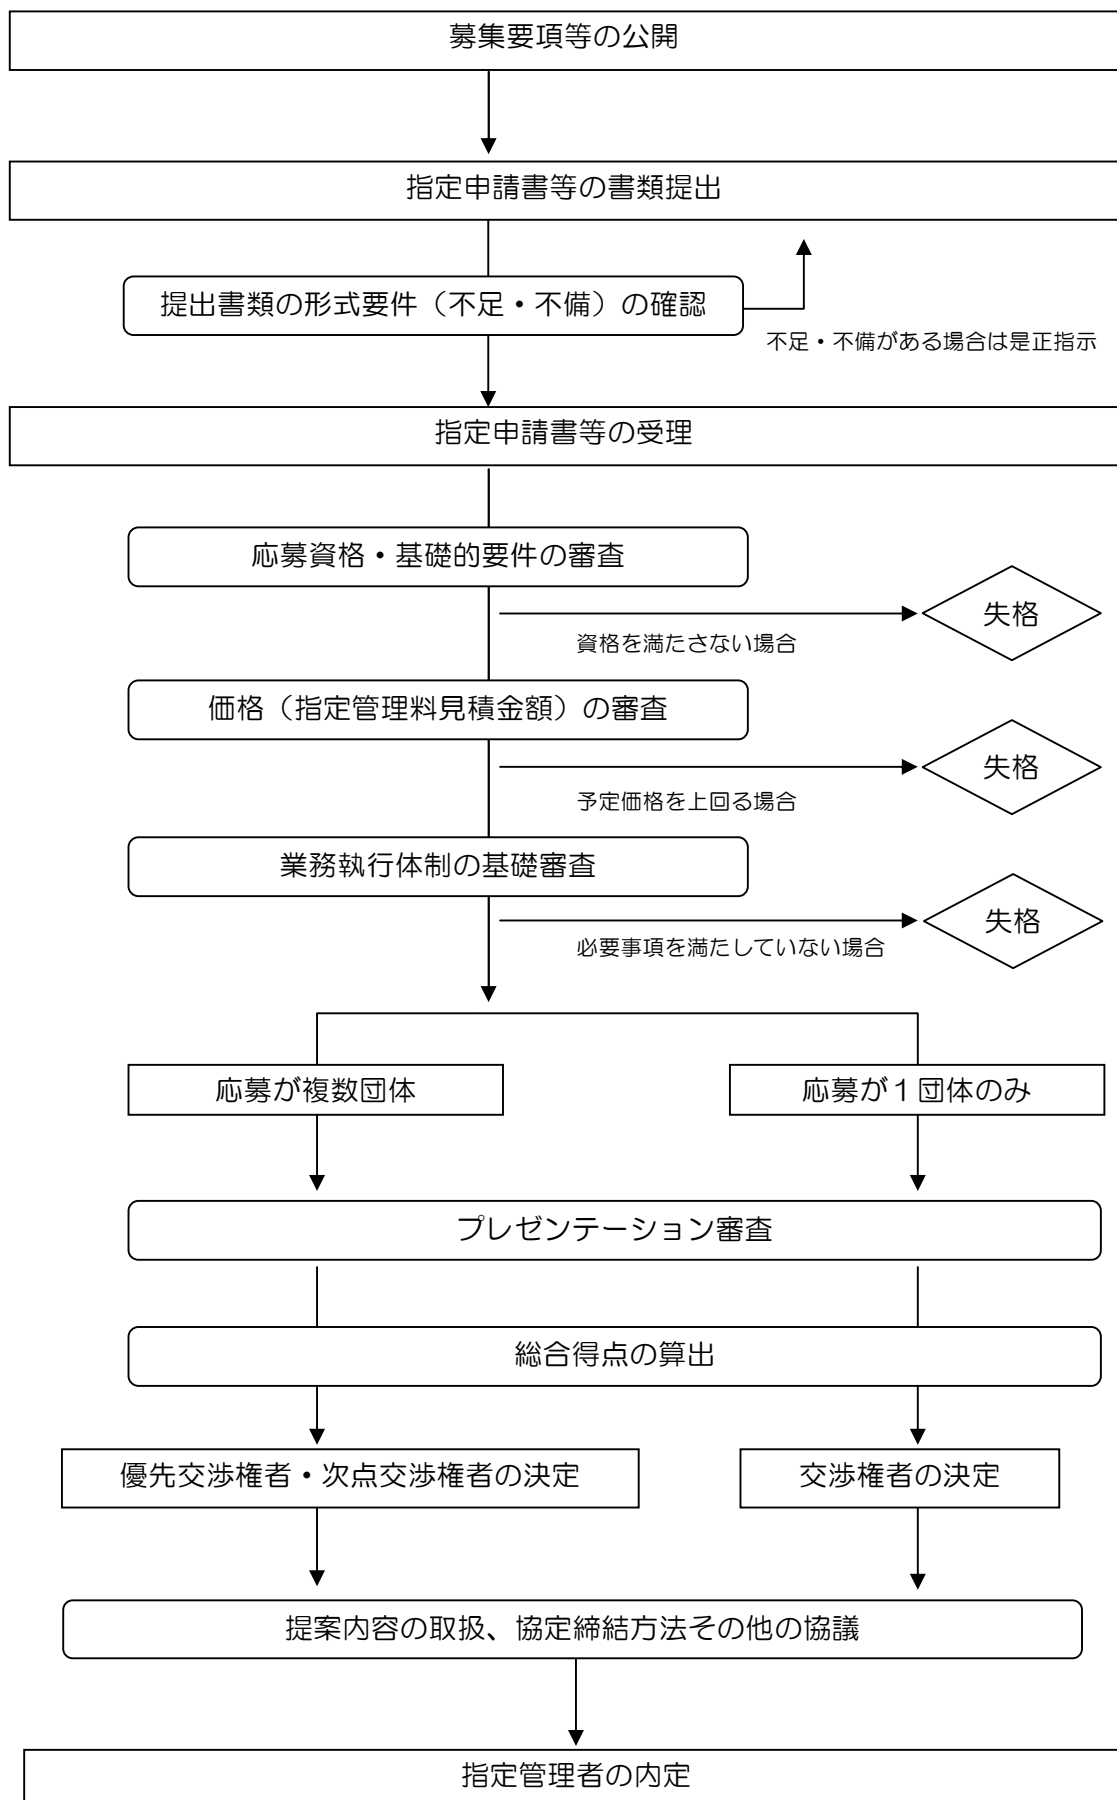 募集要項等の公開
指定申請書等の書類提出
提出書類の形式要件（不足・不備）の確認
不足・不備がある場合は是正指示
指定申請書等の受理
応募資格・基礎的要件の審査
失格
資格を満たさない場合
価格（指定管理料見積金額）の審査
失格
予定価格を上回る場合
業務執行体制の基礎審査
失格
必要事項を満たしていない場合
応募が複数団体
応募が１団体のみ
プレゼンテーション審査
総合得点の算出
優先交渉権者・次点交渉権者の決定
交渉権者の決定
提案内容の取扱、協定締結方法その他の協議
指定管理者の内定